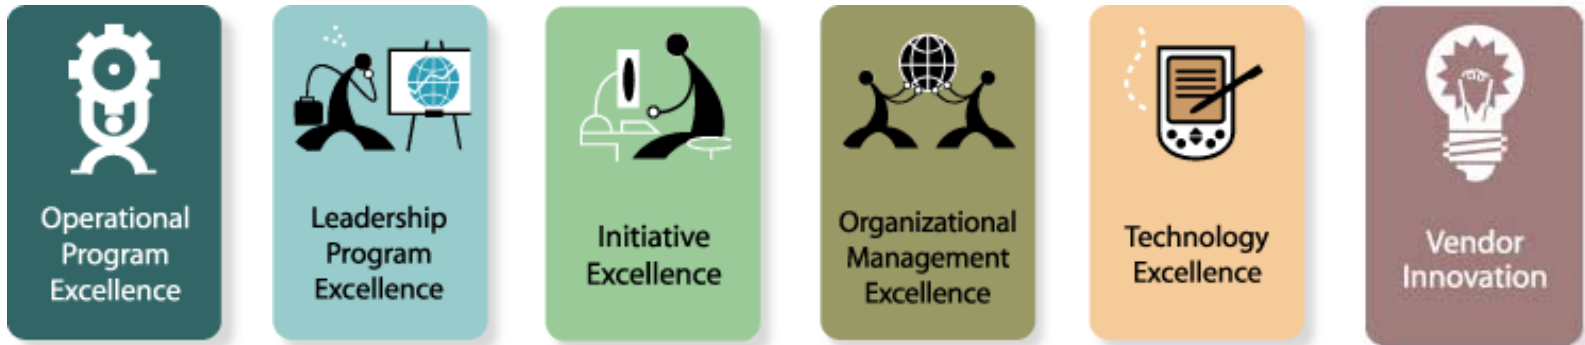 Operational
Program
Excellence
Leadership
Program
Excellence
Initiative
Excellence
Organizational
Management
Excellence
Technology
Excellence
Vendor
Innovation